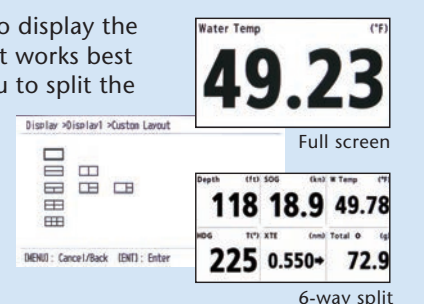 o display the
t works best
u to split the
Water Temp (°F)
49.23
Full screen
Display >Display1 >Custon Layout
[MENU] : Cancel/Back [ENT] : Enter
Depth (ft) SOG (kn) W Temp (°F)
118 18.9 49.78
HDG T(°) XTE (nm) Total O (g)
225 0.550→ 72.9
6-way split